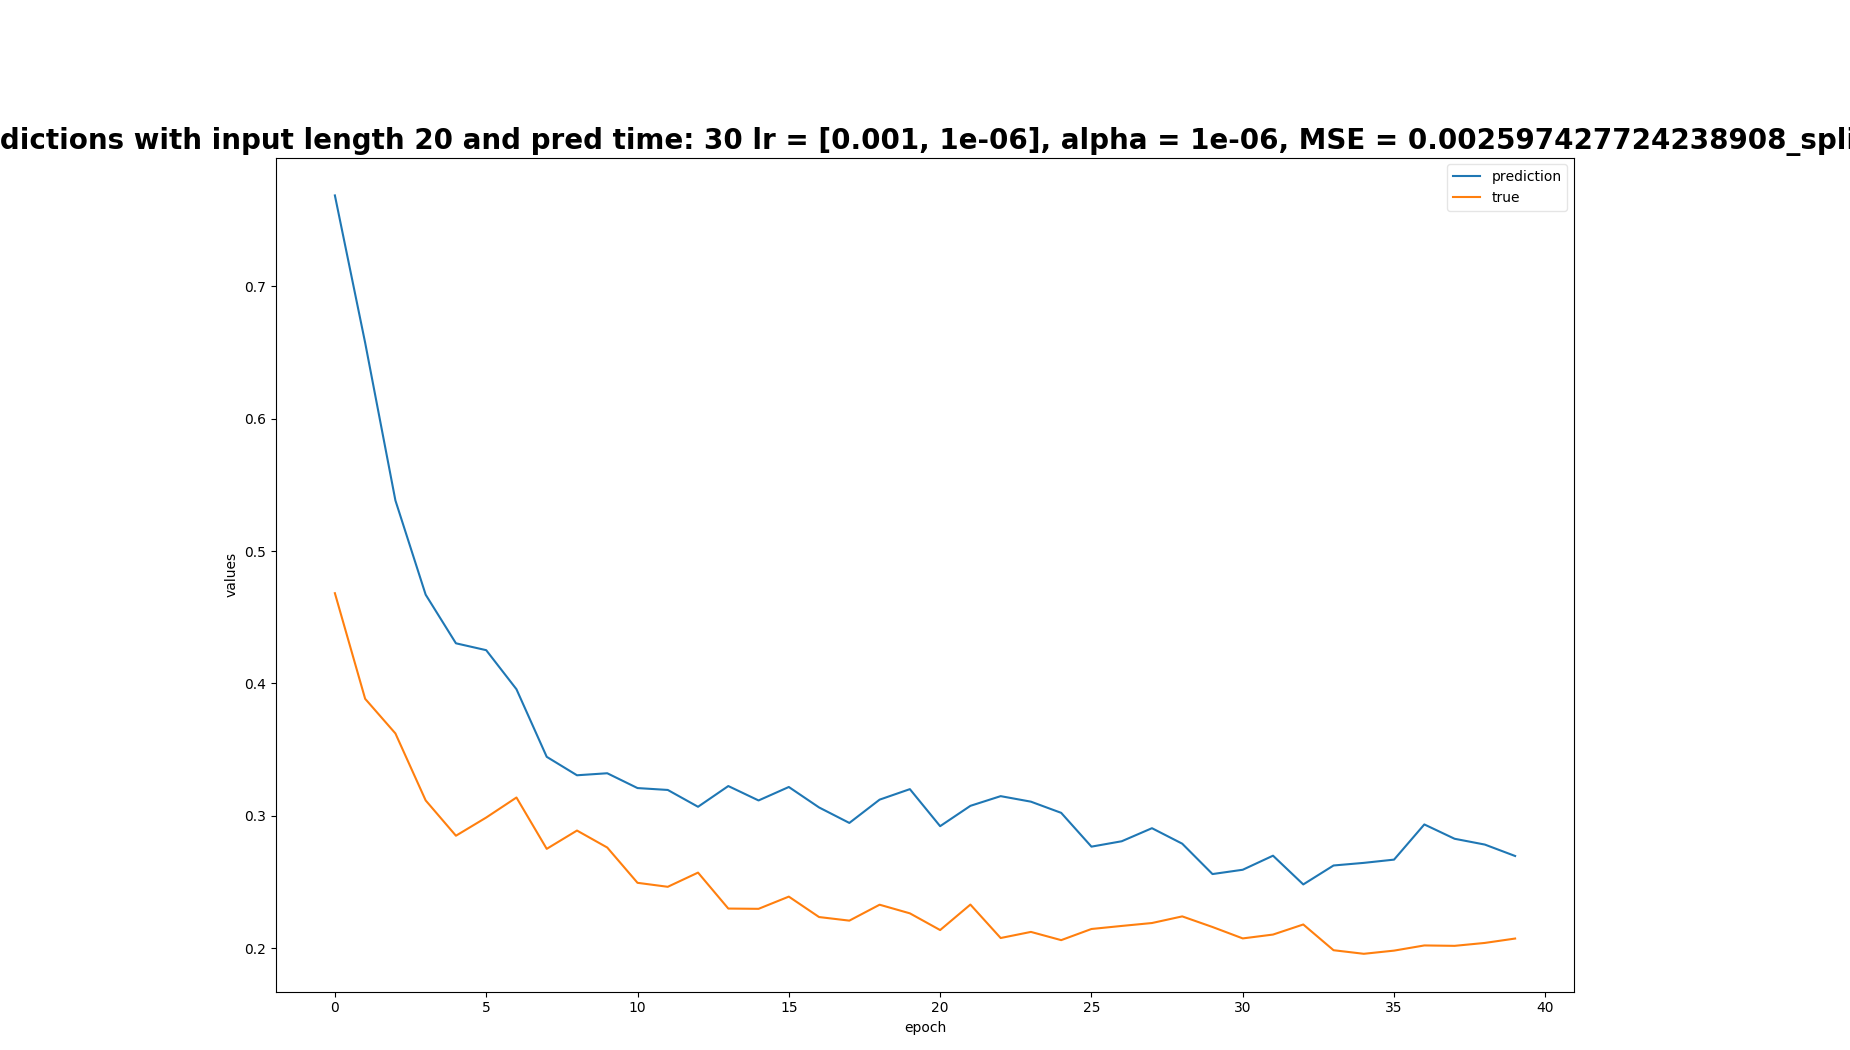 dictions with input length 20 and pred time: 30 lr = [0.001, 1e-06], alpha = 1e-06, MSE = 0.002597427724238908_spli
prediction
true
0.7
0.6
0.5
0.4
0.3
0.2
values
0 5 10 15 20 25 30 35 40
epoch